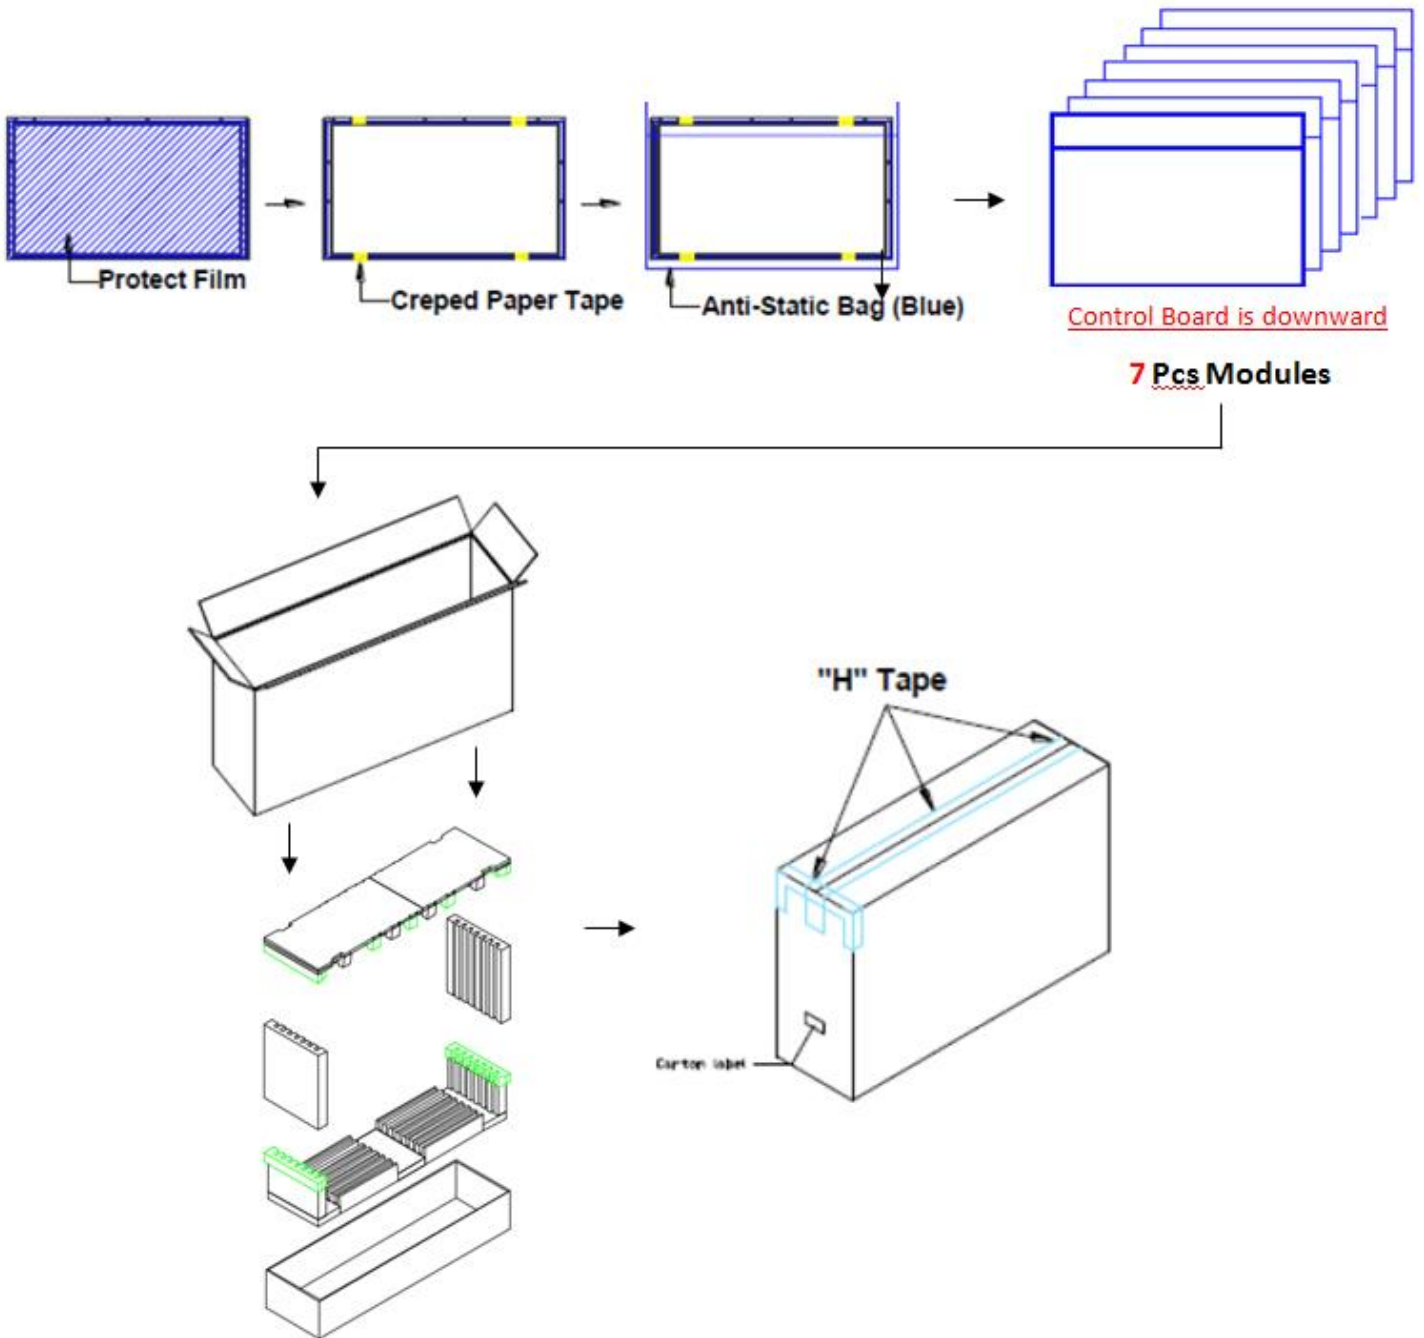 Protect Film
Creped Paper Tape
Anti-Static Bag (Blue)
Control Board is downward
7 Pcs Modules
"H" Tape
Carton label